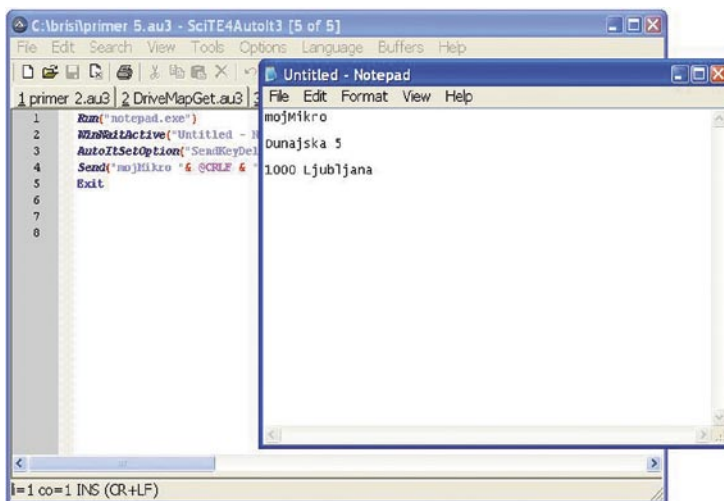 C:\brisi\primer 5.au3 - SciTE4AutoIt3 [5 of 5]
File Edit Search View Tools Options Language Buffers Help
1 primer 2.au3 2 DriveMapGet.au3 3
1 Run("notepad.exe")
2 WinWaitActive("Untitled - N
3 AutoItSetOption("SendKeyDel
4 Send("mojMikro "& @CRLF & "
5 Exit
6
7
8
l=1 co=1 INS (CR+LF)
Untitled - Notepad
File Edit Format View Help
mojMikro
Dunajska 5
1000 Ljubljana